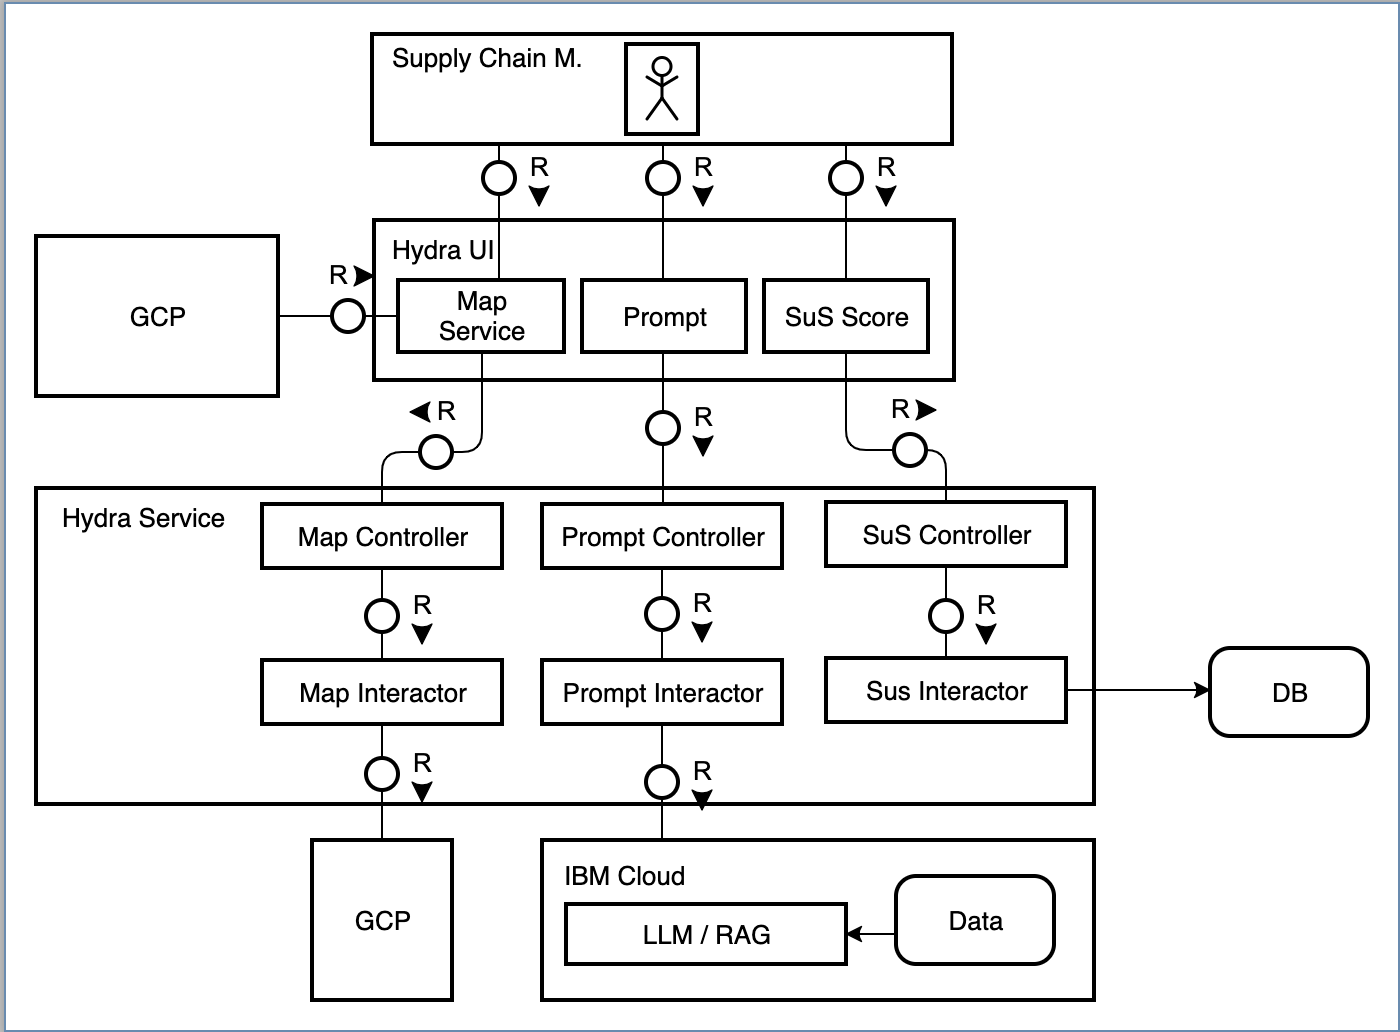 Supply Chain M.
R
R
R
Hydra UI
R
GCP
Map
Service
Prompt
SuS Score
R
R
R
Hydra Service
Map Controller
Prompt Controller
SuS Controller
R
R
R
Map Interactor
Prompt Interactor
Sus Interactor
DB
R
R
GCP
IBM Cloud
LLM / RAG
Data